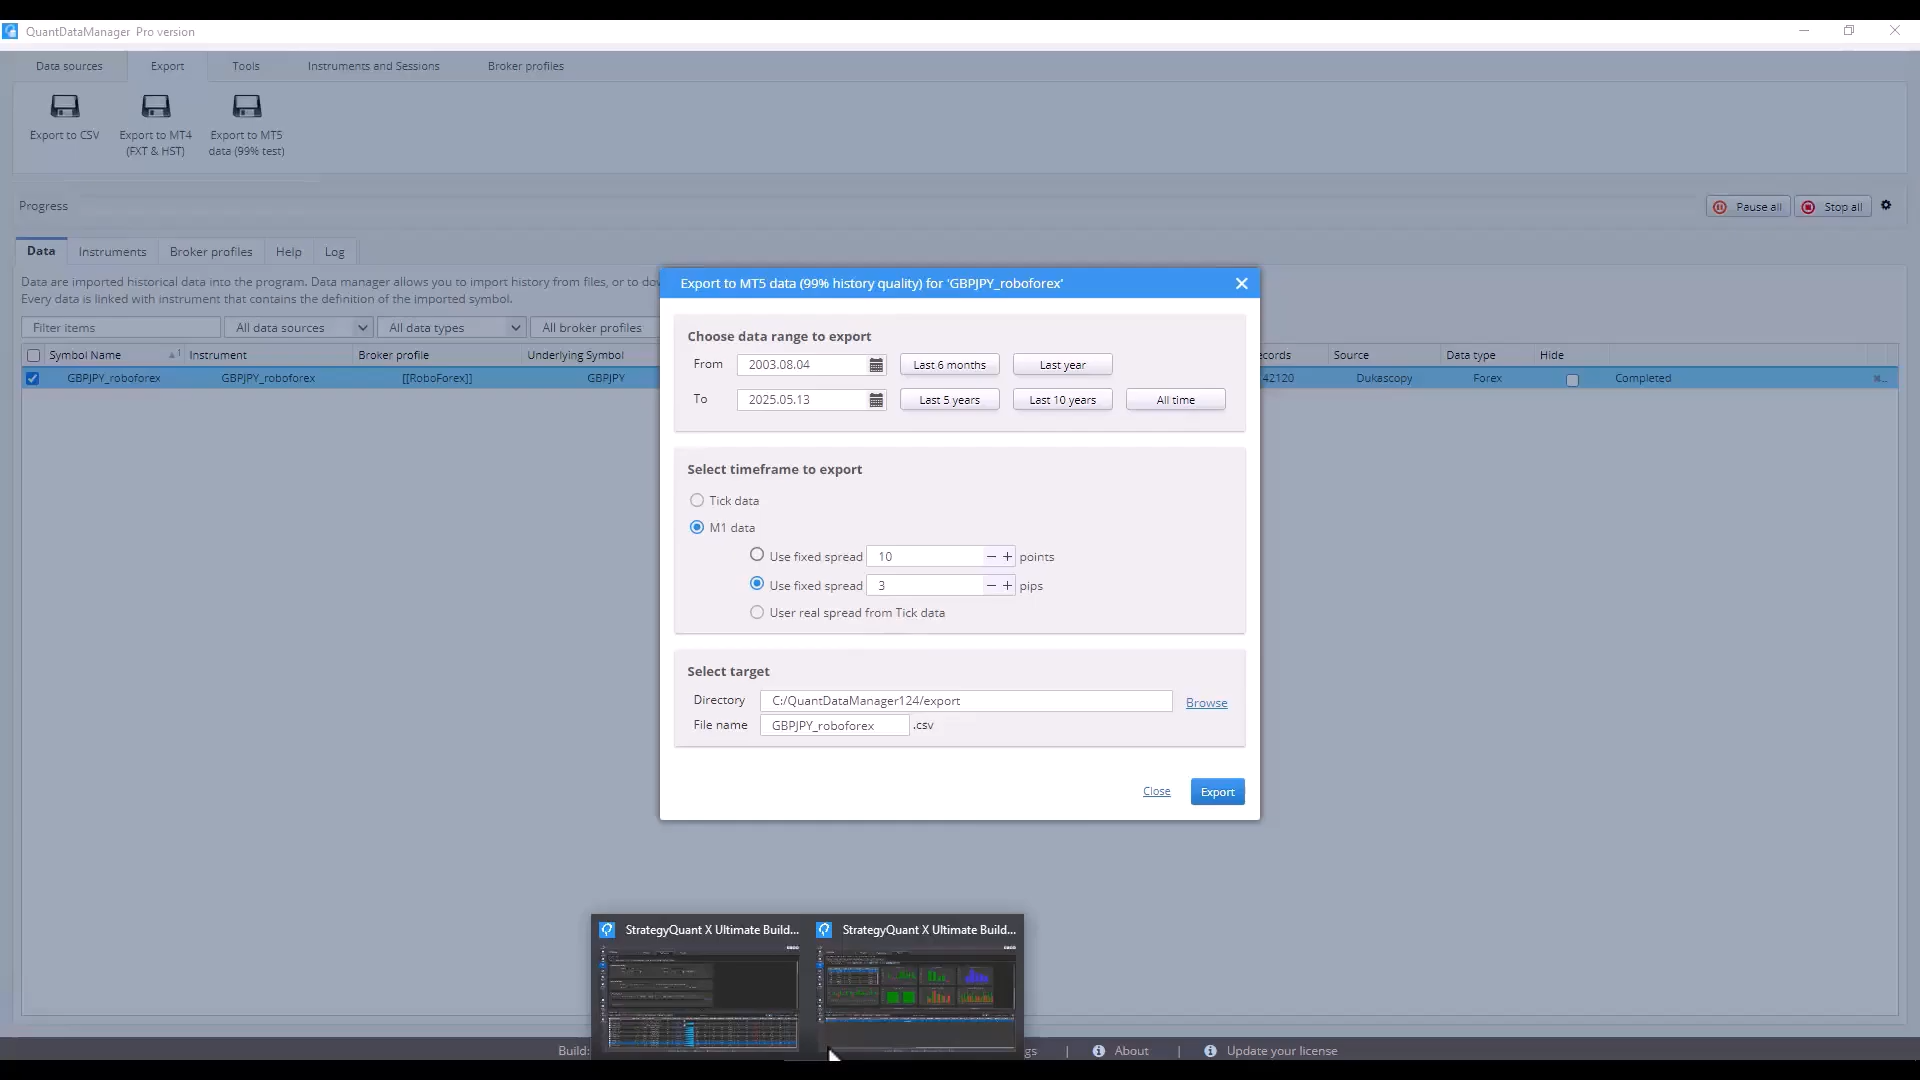 QuantDataManager Pro version
Data sources
Export
Tools
Instruments and Sessions
Broker profiles
Export to CSV
Export to MT4
(FXT & HST)
Export to MT5
data (99% test)
Progress
Pause all
Stop all
Data
Instruments
Broker profiles
Help
Log
Data are imported historical data into the program. Data manager allows you to import history from files, or to
Every data is linked with instrument that contains the definition of the imported symbol.
Filter items
All data sources
All data types
All broker profiles
Symbol Name
1
Instrument
Broker profile
Underlying Symbol
Source
Data type
Hide
GBPJPY_roboforex
GBPJPY_roboforex
[[RoboForex]]
GBPJPY
42120
Dukascopy
Forex
Completed
Export to MT5 data (99% history quality) for 'GBPJPY_roboforex'
Choose data range to export
From
2003.08.04
Last 6 months
Last year
To
2025.05.13
Last 5 years
Last 10 years
All time
Select timeframe to export
Tick data
M1 data
Use fixed spread 10 points
Use fixed spread 3 pips
User real spread from Tick data
Select target
Directory C:/QuantDataManager124/export Browse
File name GBPJPY_roboforex .csv
Close
Export
StrategyQuant X Ultimate Build...
StrategyQuant X Ultimate Build...
Build:
| About | Update your license